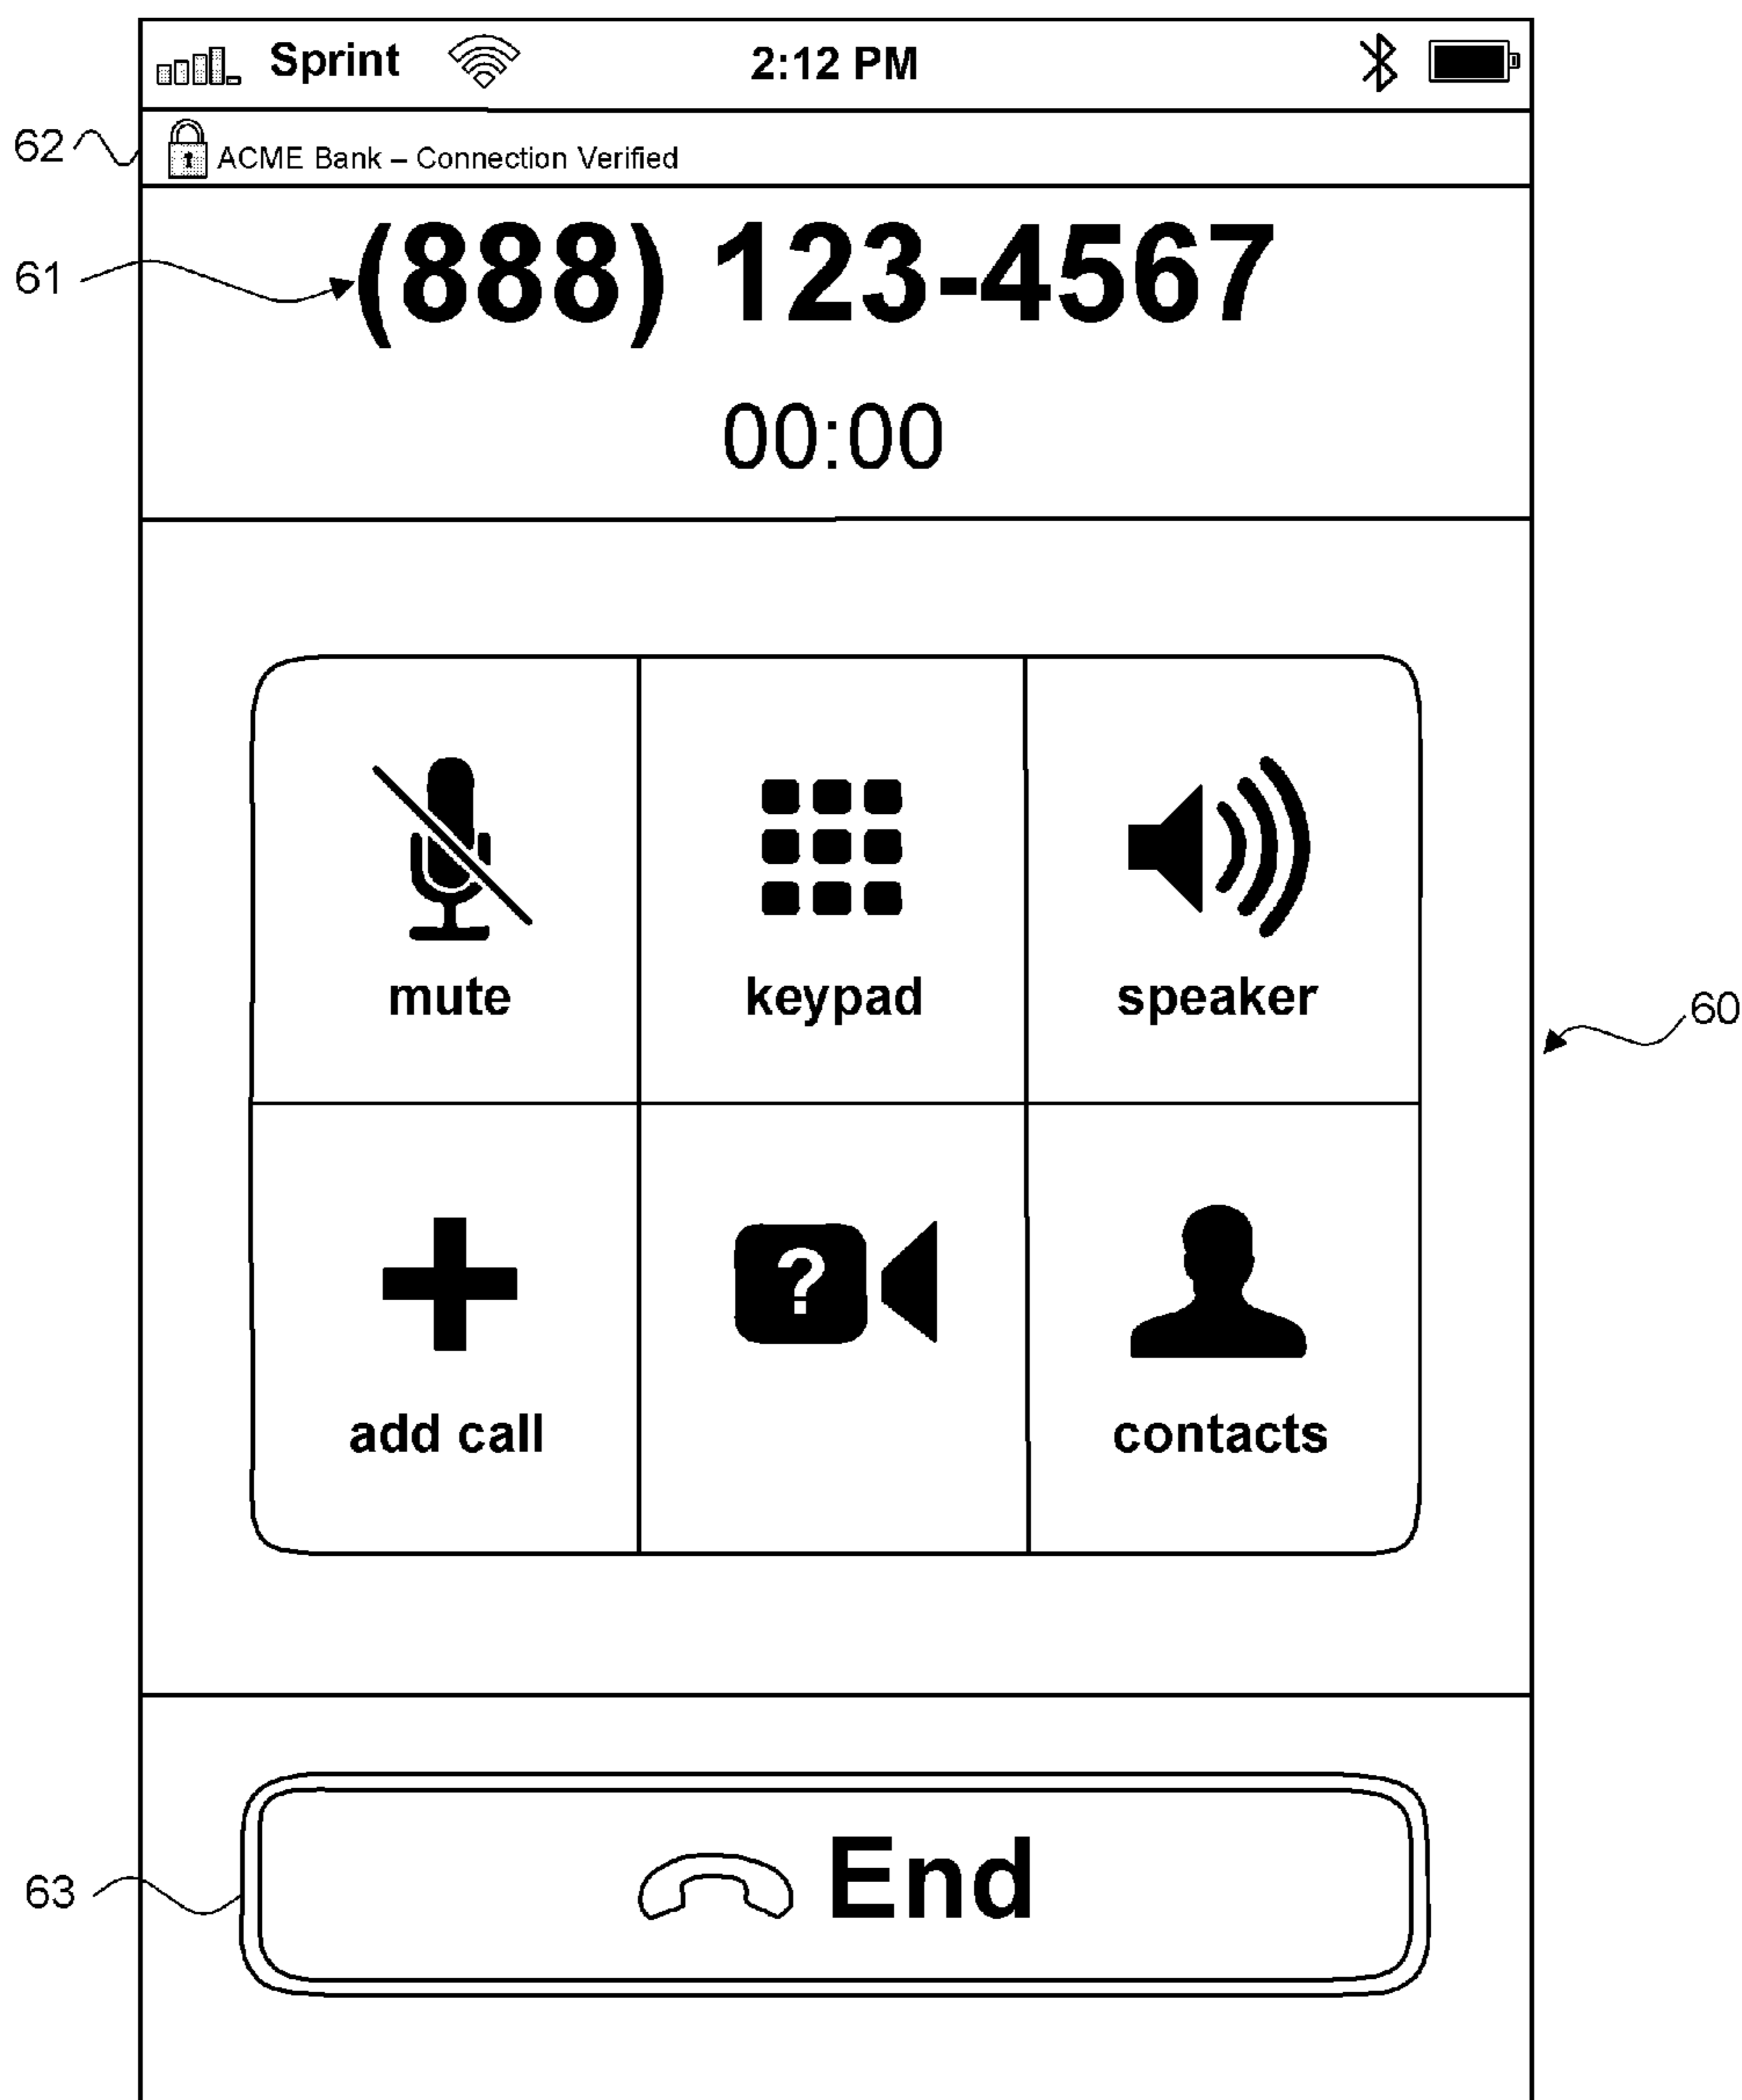 Sprint 2:12 PM
62
ACME Bank – Connection Verified
(888) 123-4567
61
00:00
mute keypad speaker
60
?
add call contacts
End
63